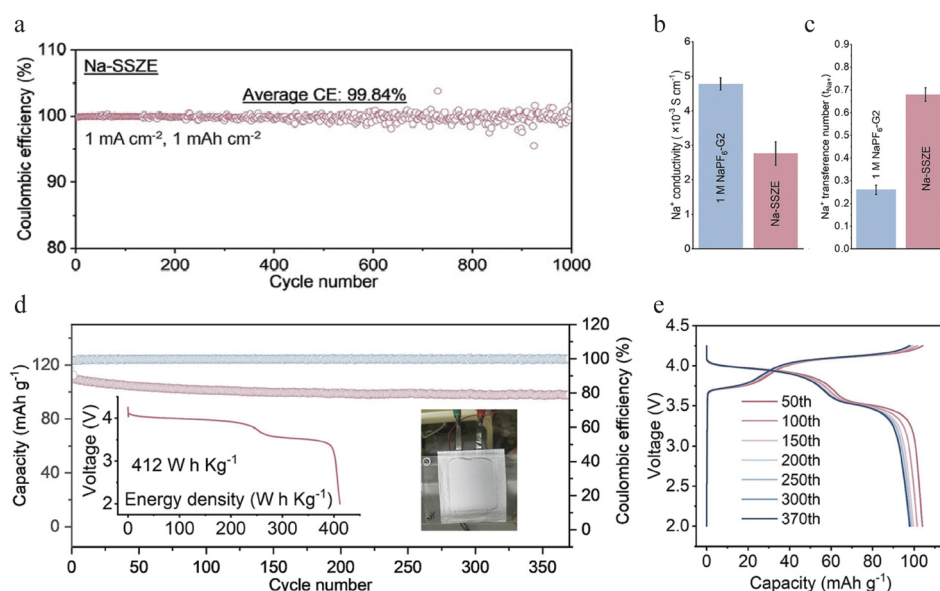 a
Coulombic efficiency (%)
110
105
100
95
90
85
80
Na-SSZE
Average CE: 99.84%
1 mA cm⁻², 1 mAh cm⁻²
0 200 400 600 800 1000
Cycle number
b
Na⁺ conductivity ( ×10⁻³ S cm⁻¹)
6
5
4
3
2
1
0
1 M NaPF₆-G2
Na-SSZE
c
Na⁺ transference number (t_Na+)
0.9
0.8
0.7
0.6
0.5
0.4
0.3
0.2
0.1
0.0
1 M NaPF₆-G2
Na-SSZE
d
Capacity (mAh g⁻¹)
120
80
40
0
Voltage (V)
4
3
2
412 W h Kg⁻¹
Energy density (W h Kg⁻¹)
0 150 300 450
Coulombic efficiency (%)
120
100
80
60
40
20
0
0 50 100 150 200 250 300 350
Cycle number
e
Voltage (V)
4.5
4.0
3.5
3.0
2.5
2.0
50th
100th
150th
200th
250th
300th
370th
0 20 40 60 80 100
Capacity (mAh g⁻¹)